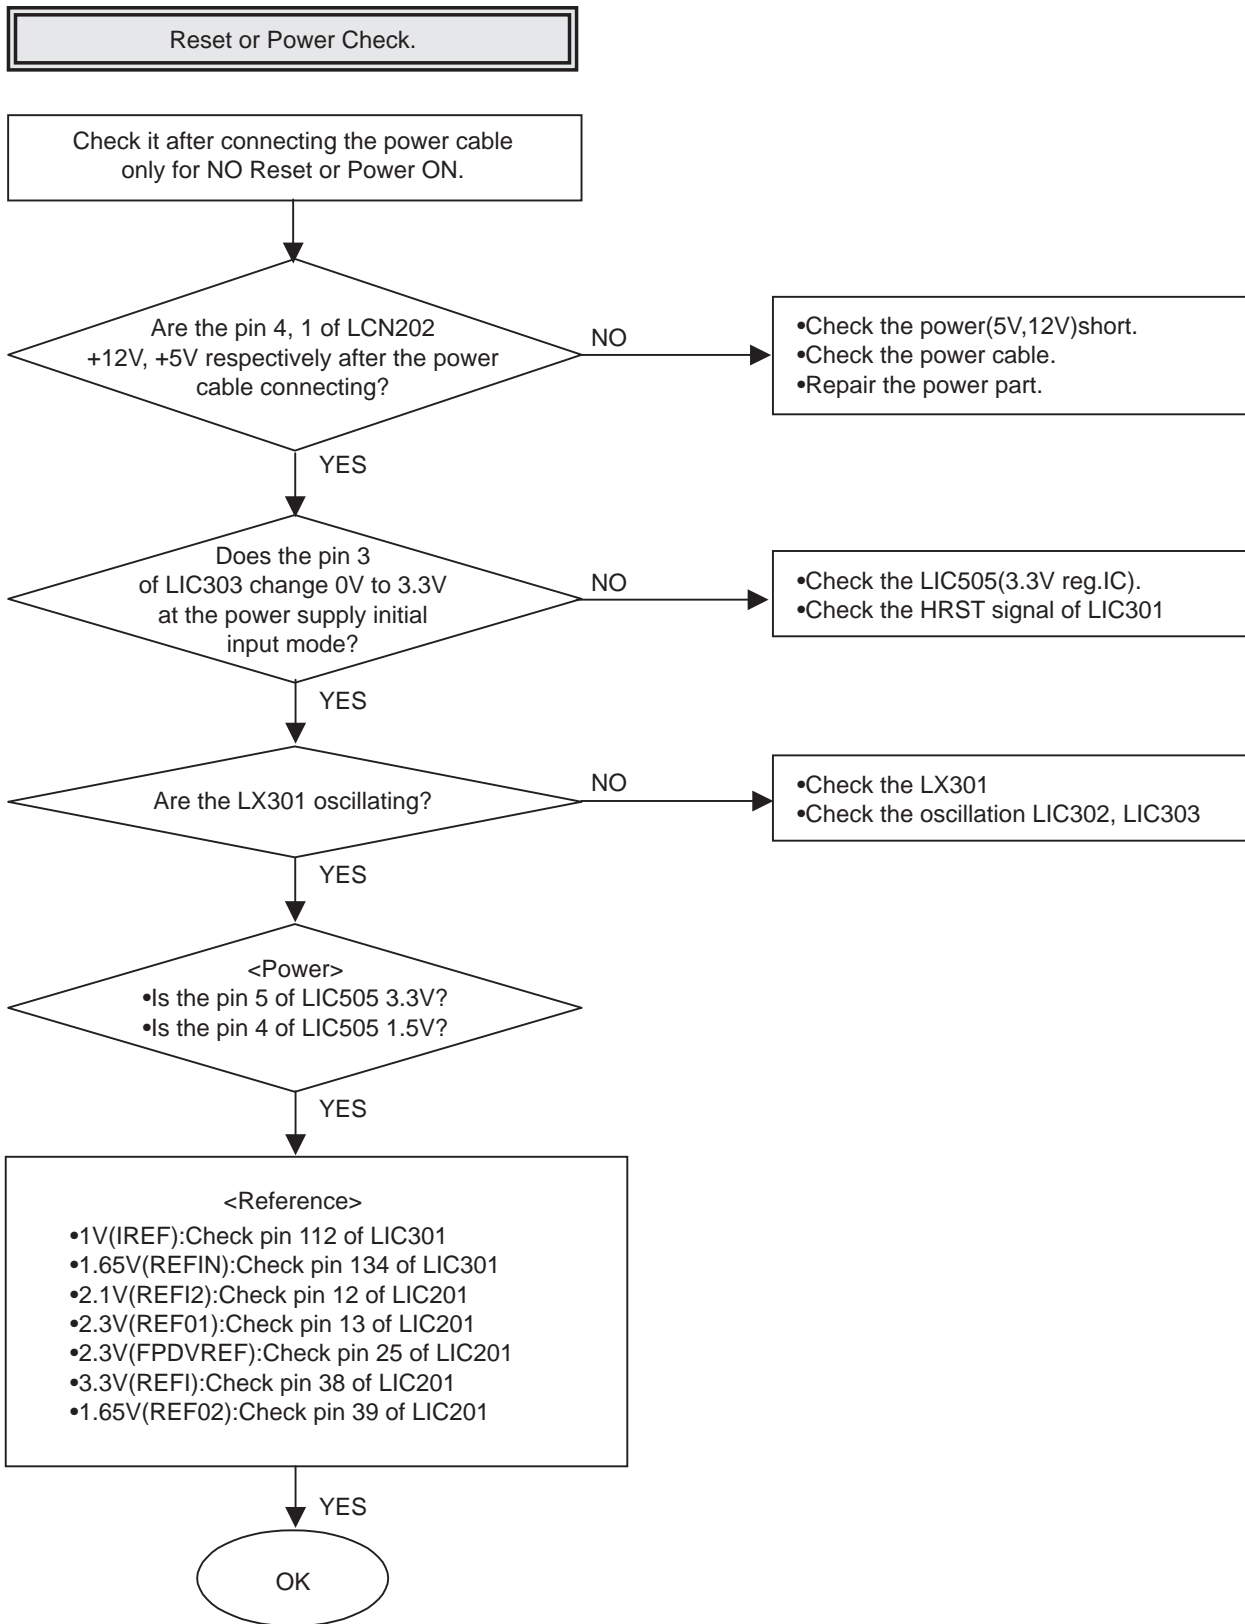 Reset or Power Check.
Check it after connecting the power cable
only for NO Reset or Power ON.
Are the pin 4, 1 of LCN202
+12V, +5V respectively after the power
cable connecting?
NO
•Check the power(5V,12V)short.
•Check the power cable.
•Repair the power part.
YES
Does the pin 3
of LIC303 change 0V to 3.3V
at the power supply initial
input mode?
NO
•Check the LIC505(3.3V reg.IC).
•Check the HRST signal of LIC301
YES
Are the LX301 oscillating?
NO
•Check the LX301
•Check the oscillation LIC302, LIC303
YES
<Power>
•Is the pin 5 of LIC505 3.3V?
•Is the pin 4 of LIC505 1.5V?
YES
<Reference>
•1V(IREF):Check pin 112 of LIC301
•1.65V(REFIN):Check pin 134 of LIC301
•2.1V(REFI2):Check pin 12 of LIC201
•2.3V(REF01):Check pin 13 of LIC201
•2.3V(FPDVREF):Check pin 25 of LIC201
•3.3V(REFI):Check pin 38 of LIC201
•1.65V(REF02):Check pin 39 of LIC201
YES
OK